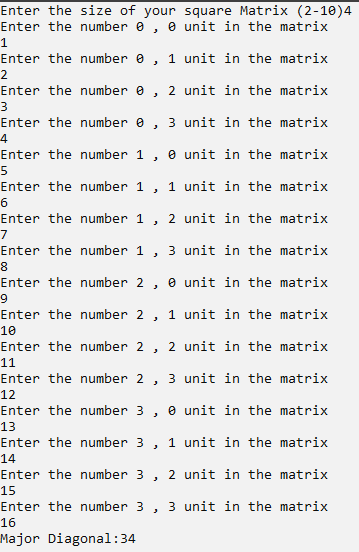 Enter the size of your square Matrix (2-10)4
Enter the number 0 , 0 unit in the matrix
1
Enter the number 0 , 1 unit in the matrix
2
Enter the number 0 , 2 unit in the matrix
3
Enter the number 0 , 3 unit in the matrix
4
Enter the number 1 , 0 unit in the matrix
5
Enter the number 1 , 1 unit in the matrix
6
Enter the number 1 , 2 unit in the matrix
7
Enter the number 1 , 3 unit in the matrix
8
Enter the number 2 , 0 unit in the matrix
9
Enter the number 2 , 1 unit in the matrix
10
Enter the number 2 , 2 unit in the matrix
11
Enter the number 2 , 3 unit in the matrix
12
Enter the number 3 , 0 unit in the matrix
13
Enter the number 3 , 1 unit in the matrix
14
Enter the number 3 , 2 unit in the matrix
15
Enter the number 3 , 3 unit in the matrix
16
Major Diagonal:34